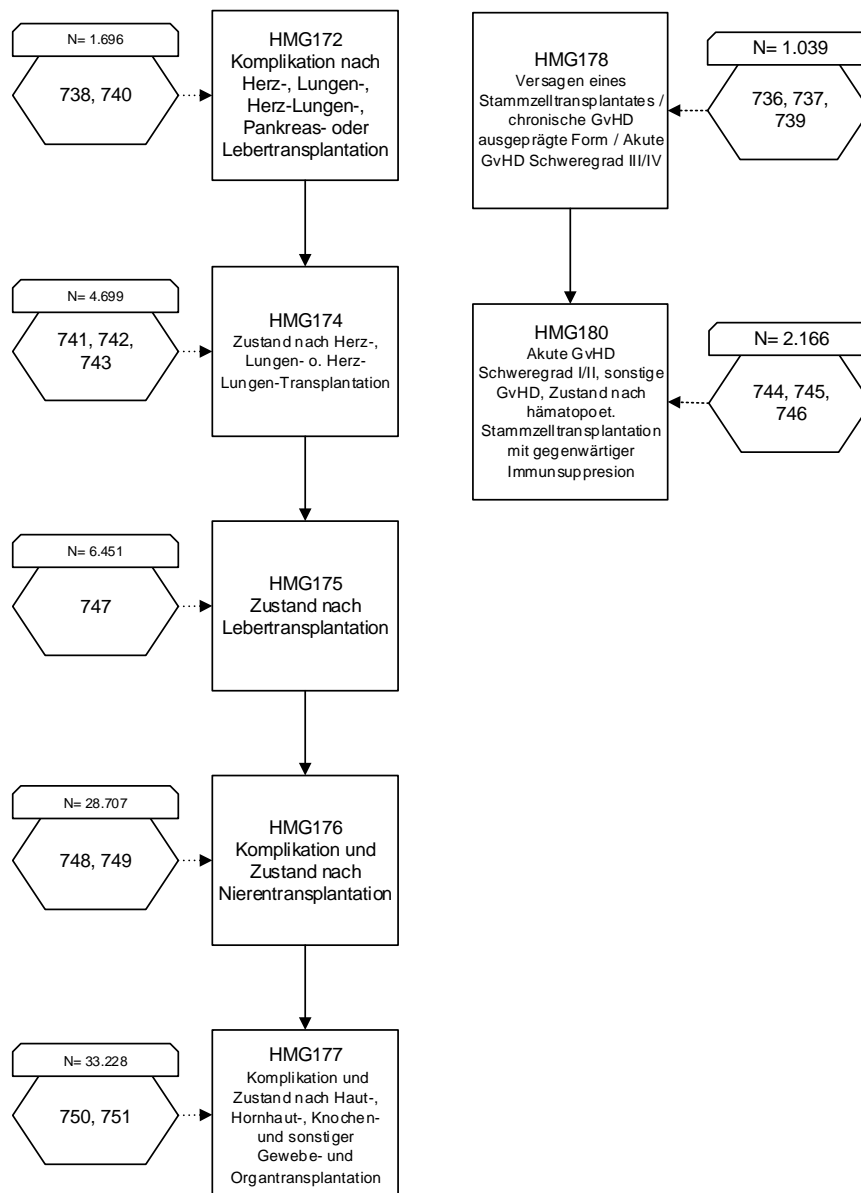 N= 1.696
738, 740
HMG172
Komplikation nach
Herz-, Lungen-,
Herz-Lungen-,
Pankreas- oder
Lebertransplantation
N= 4.699
741, 742,
743
HMG174
Zustand nach Herz-,
Lungen- o. Herz-
Lungen-Transplantation
N= 6.451
747
HMG175
Zustand nach
Lebertransplantation
N= 28.707
748, 749
HMG176
Komplikation und
Zustand nach
Nierentransplantation
N= 33.228
750, 751
HMG177
Komplikation und
Zustand nach Haut-,
Hornhaut-, Knochen-
und sonstiger
Gewebe- und
Organtransplantation
HMG178
Versagen eines
Stammzelltransplantates /
chronische GvHD
ausgeprägte Form / Akute
GvHD Schweregrad III/IV
N= 1.039
736, 737,
739
HMG180
Akute GvHD
Schweregrad I/II, sonstige
GvHD, Zustand nach
hämatopoet.
Stammzelltransplantation
mit gegenwärtiger
Immunsuppresion
N= 2.166
744, 745,
746